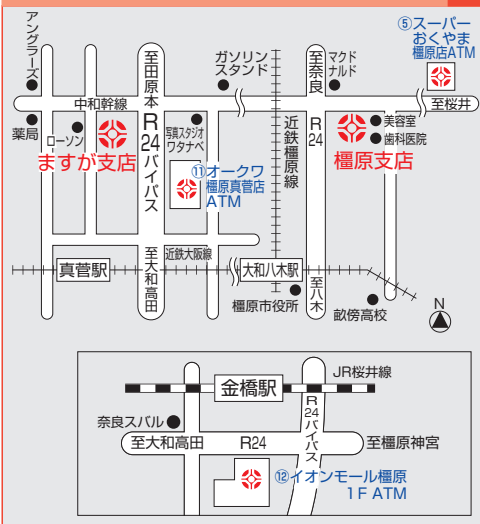 アングラーズ
至田原本
ガソリン
スタンド
至奈良
マクド
ナルド
⑤スーパー
おくやま
橿原店ATM
中和幹線
至桜井
薬局
ローソン
ますが支店
R24バイパス
写真スタジオ
ワタナベ
⑪オークワ
橿原真菅店
ATM
近鉄橿原線
R24
橿原支店
美容室
歯科医院
至大和高田
近鉄大阪線
真菅駅
大和八木駅
橿原市役所
至八木
畝傍高校
N
JR桜井線
金橋駅
奈良スバル
R24バイパス
至大和高田
R24
至橿原神宮
⑫イオンモール橿原
1F ATM